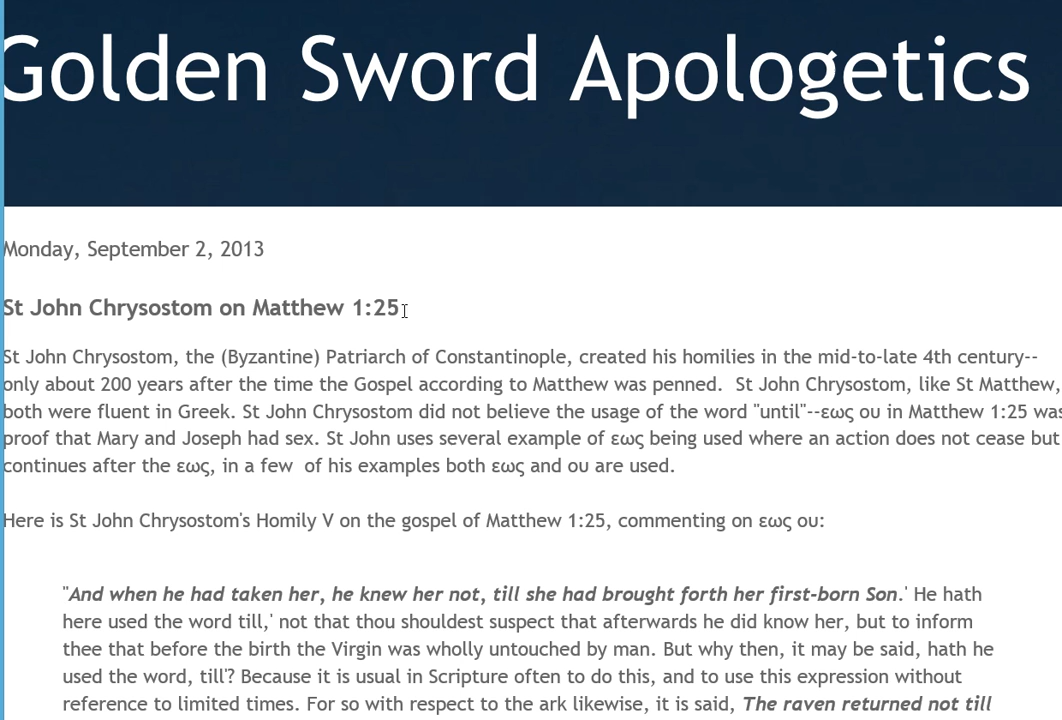 Golden Sword Apologetics
Monday, September 2, 2013
St John Chrysostom on Matthew 1:25
St John Chrysostom, the (Byzantine) Patriarch of Constantinople, created his homilies in the mid-to-late 4th century--
only about 200 years after the time the Gospel according to Matthew was penned.  St John Chrysostom, like St Matthew,
both were fluent in Greek. St John Chrysostom did not believe the usage of the word "until"--εως ου in Matthew 1:25 was
proof that Mary and Joseph had sex. St John uses several example of εως being used where an action does not cease but
continues after the εως, in a few  of his examples both εως and ου are used.
Here is St John Chrysostom's Homily V on the gospel of Matthew 1:25, commenting on εως ου:
"And when he had taken her, he knew her not, till she had brought forth her first-born Son.' He hath
here used the word till,' not that thou shouldest suspect that afterwards he did know her, but to inform
thee that before the birth the Virgin was wholly untouched by man. But why then, it may be said, hath he
used the word, till'? Because it is usual in Scripture often to do this, and to use this expression without
reference to limited times. For so with respect to the ark likewise, it is said, The raven returned not till